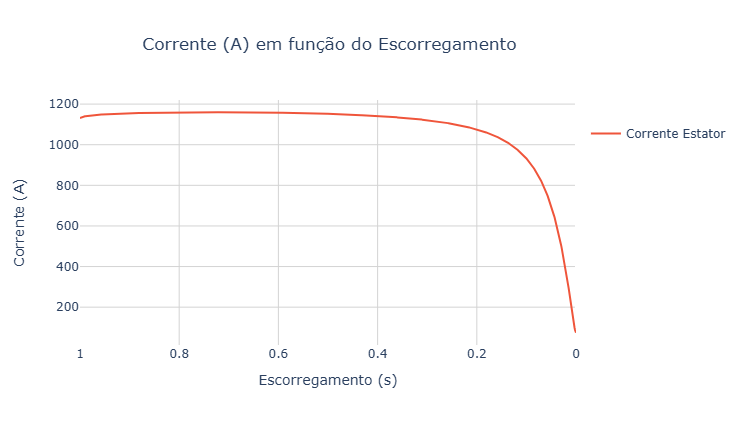 Corrente (A) em função do Escorregamento
Corrente (A)
1200
1000
800
600
400
200
1 0.8 0.6 0.4 0.2 0
Escorregamento (s)
Corrente Estator